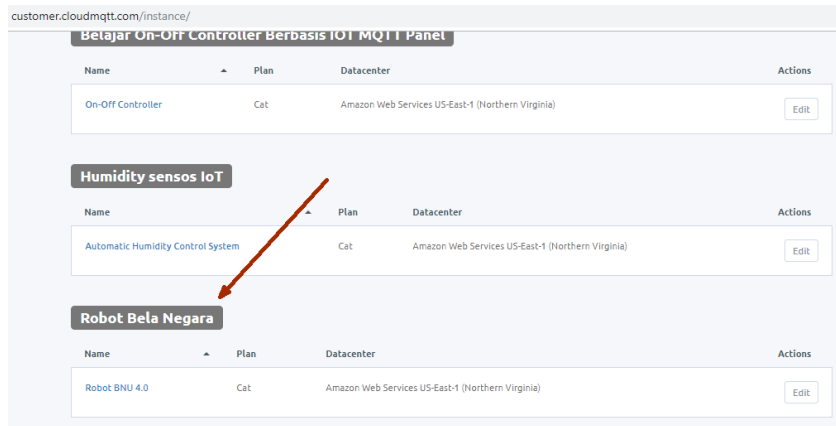 customer.cloudmqtt.com/instance/
Belajar On-Off Controller Berbasis IOT MQTT Panel
Name Plan Datacenter Actions
On-Off Controller Cat Amazon Web Services US-East-1 (Northern Virginia) Edit
Humidity sensos IoT
Name Plan Datacenter Actions
Automatic Humidity Control System Cat Amazon Web Services US-East-1 (Northern Virginia) Edit
Robot Bela Negara
Name Plan Datacenter Actions
Robot BNU 4.0 Cat Amazon Web Services US-East-1 (Northern Virginia) Edit